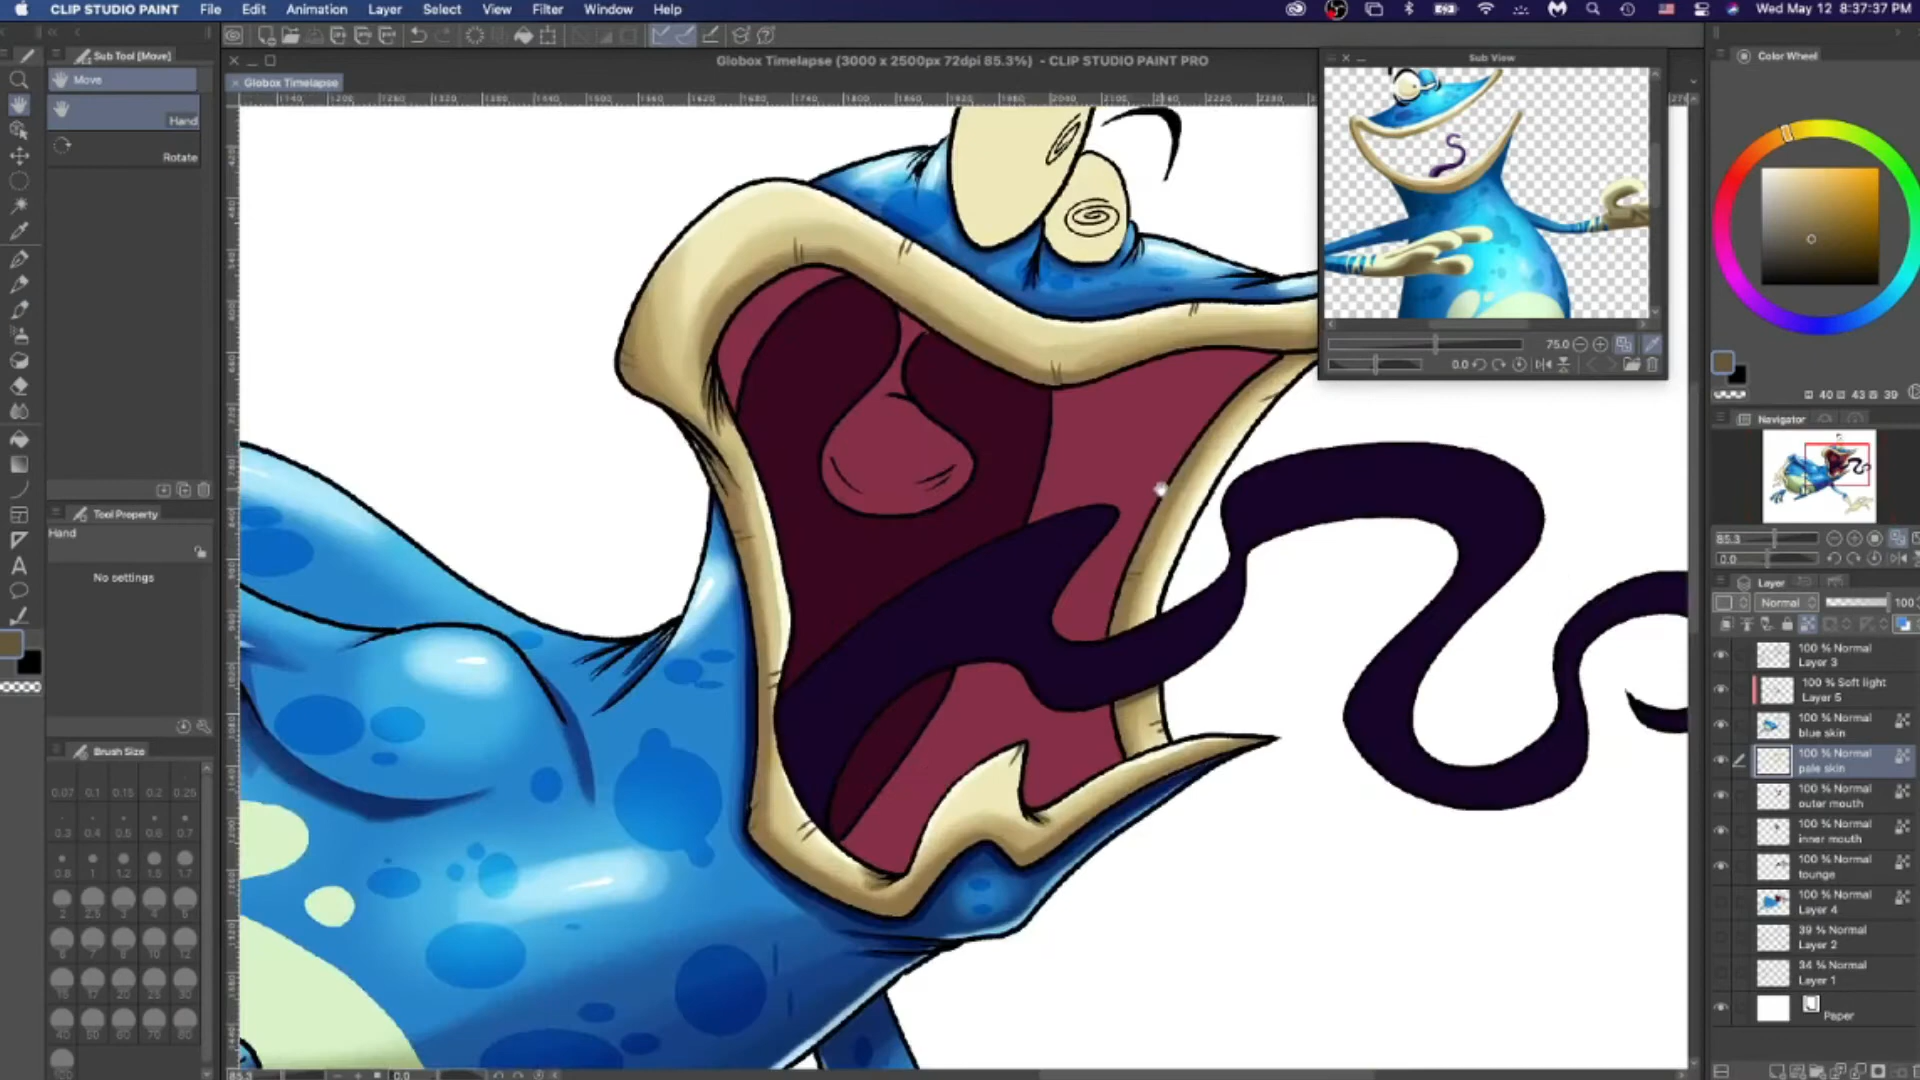 CLIP STUDIO PAINT File Edit Animation Layer Select View Filter Window Help Wed May 12 8:37:37 PM
Sub Tool [Move]
Move
Hand
Rotate
Globox Timelapse (3000 x 2500px 72dpi 85.3%) - CLIP STUDIO PAINT PRO
Globox Timelapse
Sub View
75.0
0.0
Color Wheel
40 43 39
Navigator
85.3
0.0
Tool Property
Hand
No settings
Brush Size
0.07 0.1 0.15 0.2 0.25
0.3 0.4 0.5 0.6 0.7
0.8 1 1.2 1.5 1.7
2 2.5 3 4 5
6 7 8 10 12
15 17 20 25 30
40 50 60 70 80
Layer
Normal 100
100 % Normal
Layer 3
100 % Soft light
Layer 5
100 % Normal
blue skin
100 % Normal
pale skin
100 % Normal
outer mouth
100 % Normal
inner mouth
100 % Normal
tounge
100 % Normal
Layer 4
39 % Normal
Layer 2
34 % Normal
Layer 1
Paper
85.3 0.0